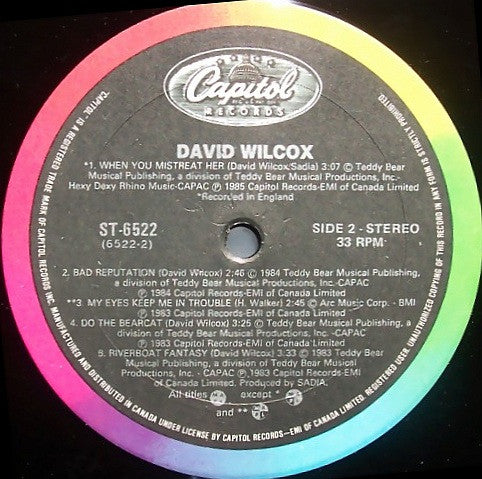 Capitol
RECORDS
DAVID WILCOX
*1. WHEN YOU MISTREAT HER (David Wilcox,Sadia) 3:07 © Teddy Bear
Musical Publishing, a division of Teddy Bear Musical Productions, Inc.-
Hexy Dexy Rhino Music-CAPAC ℗ 1985 Capitol Records-EMI of Canada Limited
*Recorded in England
ST-6522
(6522-2)
SIDE 2 - STEREO
33 RPM
2. BAD REPUTATION (David Wilcox) 2:46 © 1984 Teddy Bear Musical Publishing,
a division of Teddy Bear Musical Productions, Inc. -CAPAC
℗ 1984 Capitol Records-EMI of Canada Limited
**3. MY EYES KEEP ME IN TROUBLE (H. Walker) 2:45 © Arc Music Corp. - BMI
℗ 1983 Capitol Records-EMI of Canada Limited
4. DO THE BEARCAT (David Wilcox) 3:25 © Teddy Bear Musical Publishing, a
division of Teddy Bear Musical Productions, Inc. -CAPAC
℗ 1983 Capitol Records-EMI of Canada Limited
5. RIVERBOAT FANTASY (David Wilcox) 3:33 © 1983 Teddy Bear
Musical Publishing, a division of Teddy Bear Musical
Productions, Inc. - CAPAC ℗ 1983 Capitol Records-EMI
of Canada Limited. Produced by SADIA.
All titles except *
and **
"CAPITOL" IS A REGISTERED TRADE MARK OF CAPITOL RECORDS INC. MANUFACTURED AND DISTRIBUTED IN CANADA UNDER LICENSE BY CAPITOL RECORDS—EMI OF CANADA LIMITED, REGISTERED USER. UNAUTHORIZED COPYING OF THIS RECORD IN ANY FORM IS STRICTLY PROHIBITED.